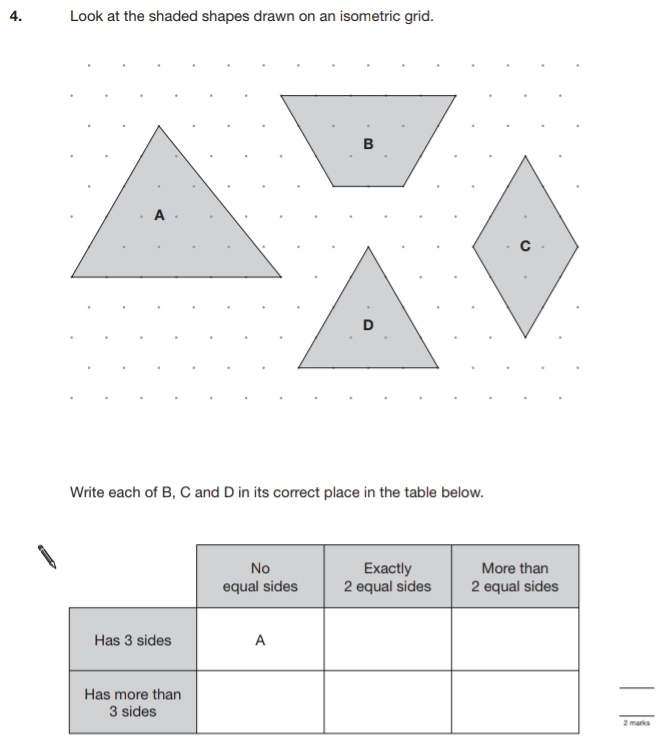 4. Look at the shaded shapes drawn on an isometric grid.
B
A
C
D
Write each of B, C and D in its correct place in the table below.
No
equal sides
Exactly
2 equal sides
More than
2 equal sides
Has 3 sides
A
Has more than
3 sides
2 marks